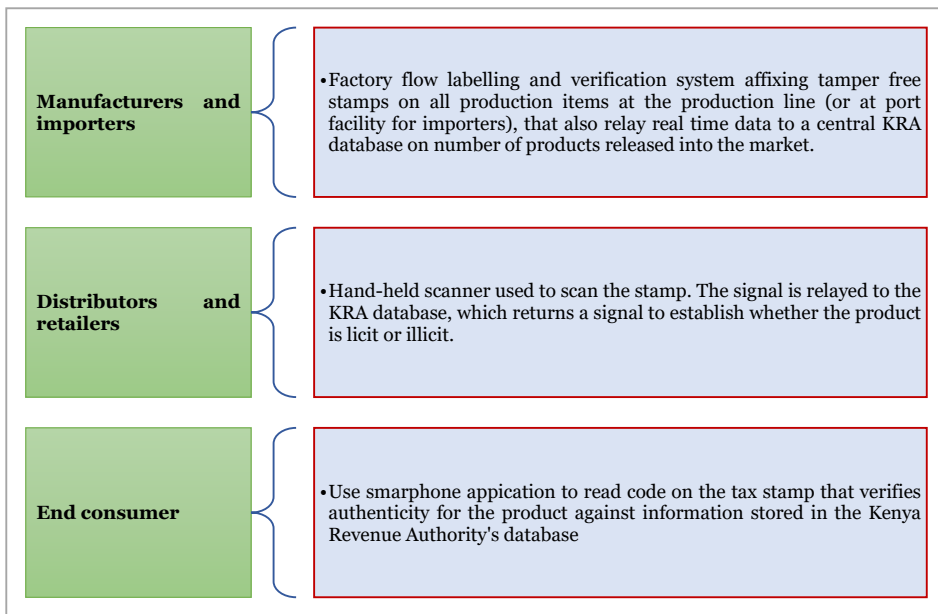 Manufacturers and
importers
•Factory flow labelling and verification system affixing tamper free
stamps on all production items at the production line (or at port
facility for importers), that also relay real time data to a central KRA
database on number of products released into the market.
Distributors and
retailers
•Hand-held scanner used to scan the stamp. The signal is relayed to the
KRA database, which returns a signal to establish whether the product
is licit or illicit.
End consumer
•Use smarphone appication to read code on the tax stamp that verifies
authenticity for the product against information stored in the Kenya
Revenue Authority's database